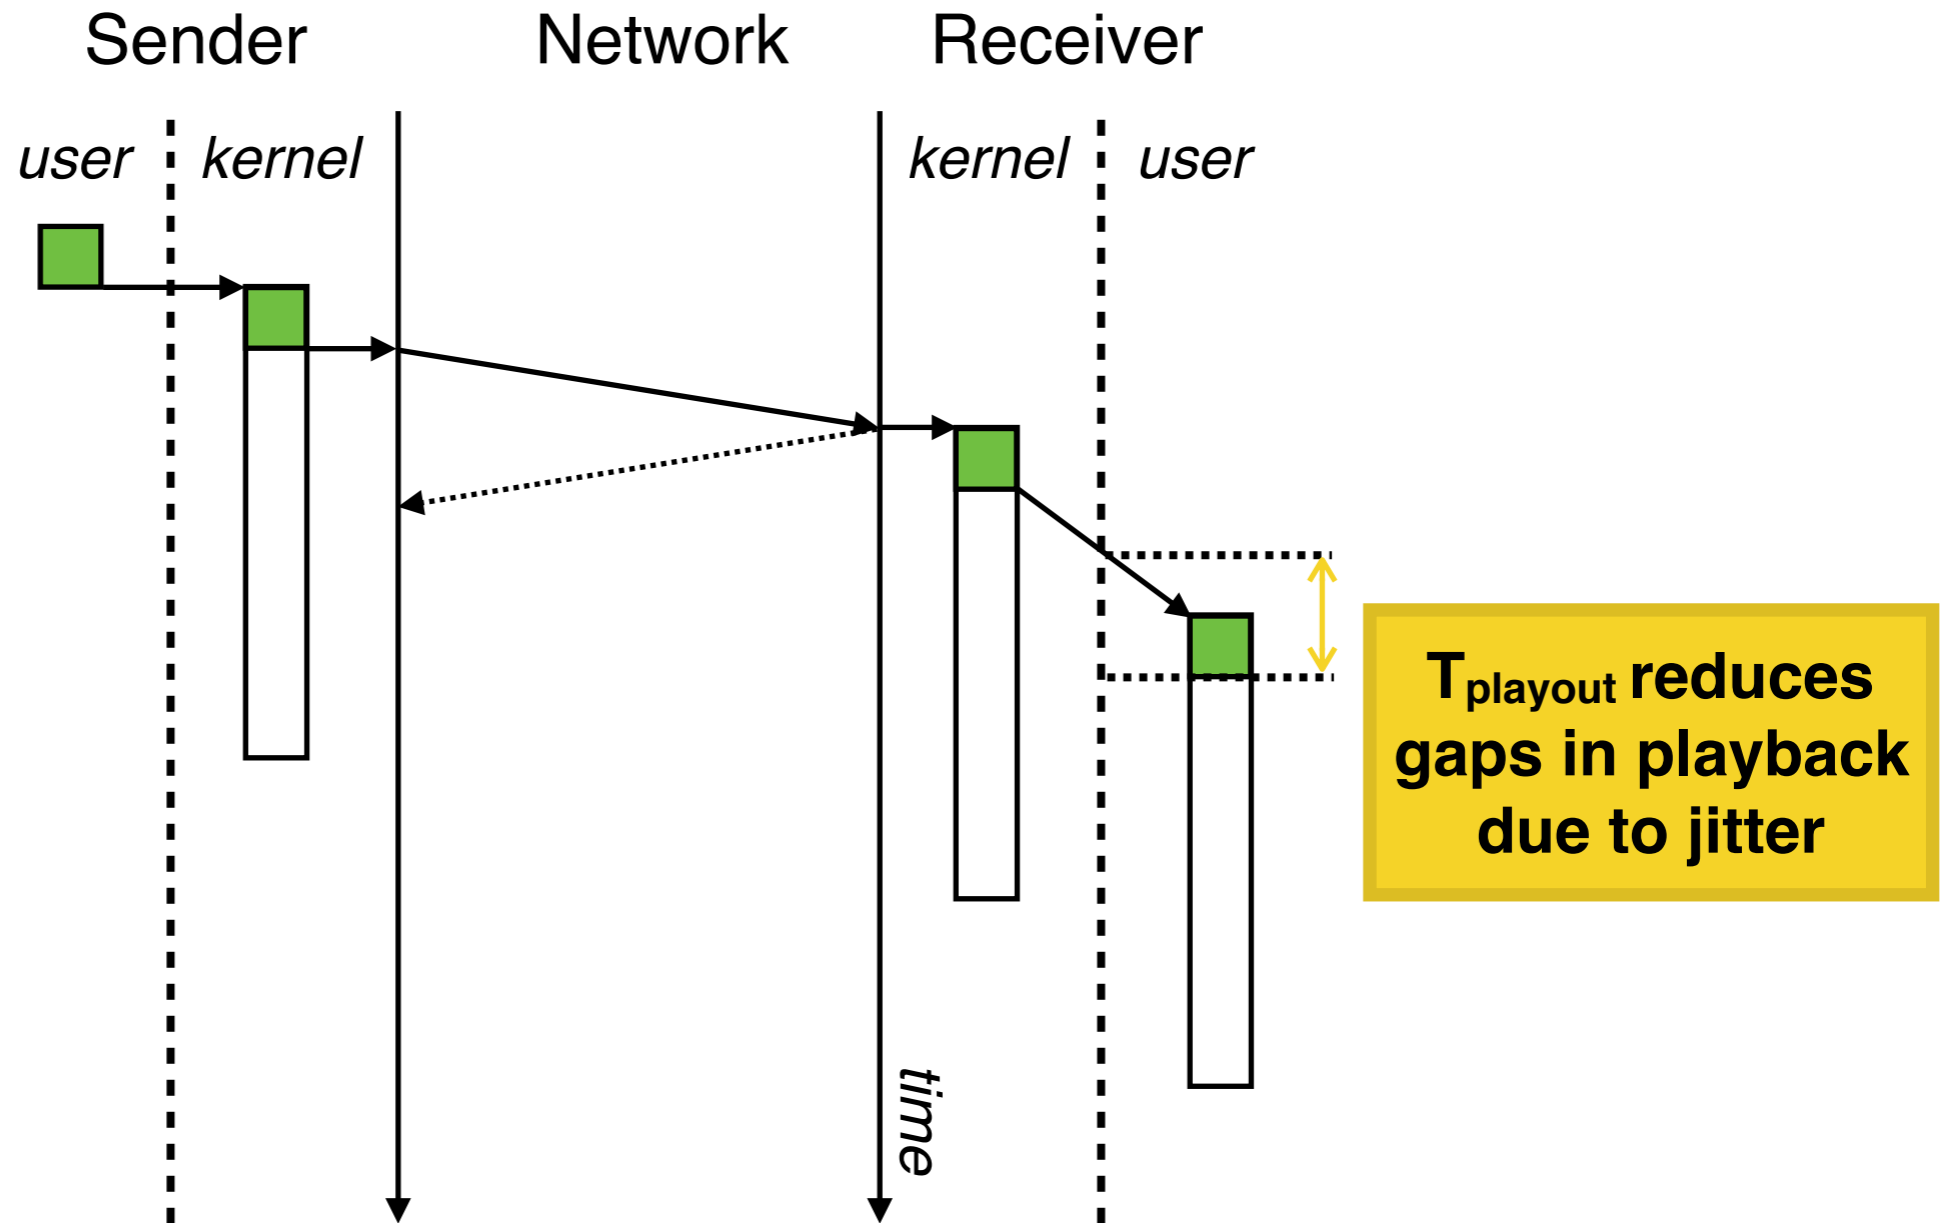 Sender Network Receiver
user kernel kernel user
Tplayout reduces
gaps in playback
due to jitter
time